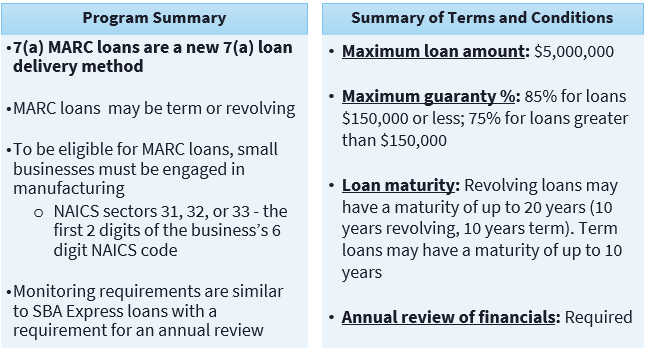 Program Summary
•7(a) MARC loans are a new 7(a) loan
delivery method
•MARC loans may be term or revolving
•To be eligible for MARC loans, small
businesses must be engaged in
manufacturing
o NAICS sectors 31, 32, or 33 - the
first 2 digits of the business’s 6
digit NAICS code
•Monitoring requirements are similar
to SBA Express loans with a
requirement for an annual review
Summary of Terms and Conditions
• Maximum loan amount: $5,000,000
• Maximum guaranty %: 85% for loans
$150,000 or less; 75% for loans greater
than $150,000
• Loan maturity: Revolving loans may
have a maturity of up to 20 years (10
years revolving, 10 years term). Term
loans may have a maturity of up to 10
years
• Annual review of financials: Required